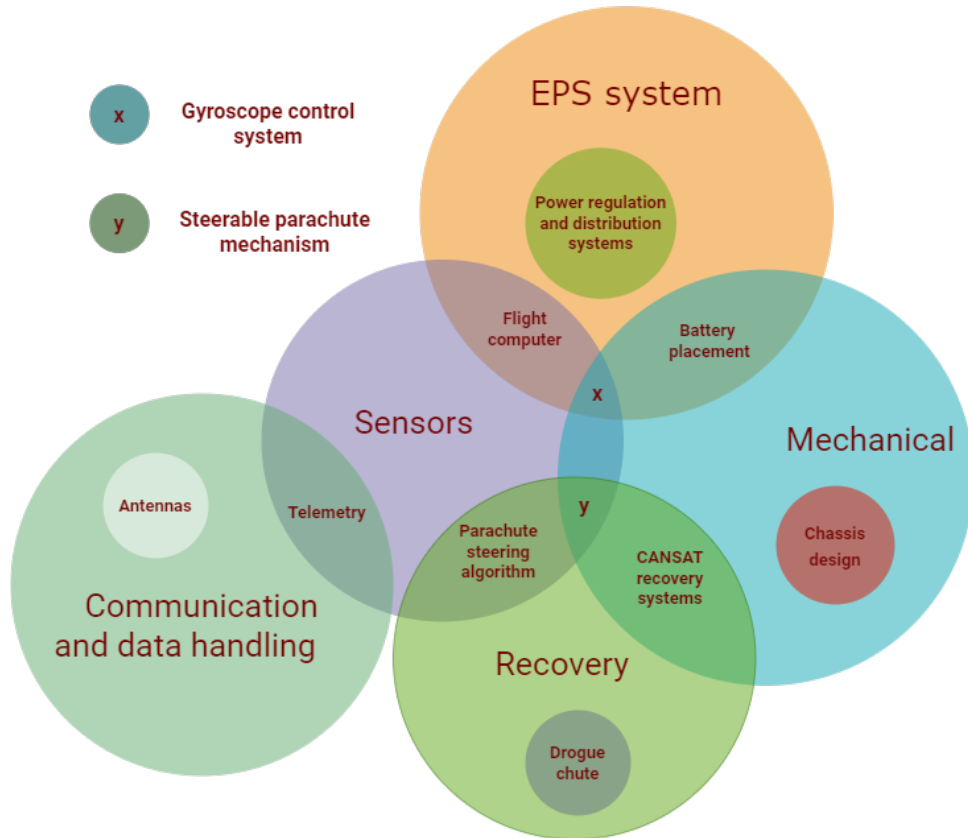 x
Gyroscope control
system
y
Steerable parachute
mechanism
EPS system
Power regulation
and distribution
systems
Flight
computer
Battery
placement
x
Sensors
Mechanical
Antennas
Telemetry
y
Parachute
steering
algorithm
CANSAT
recovery
systems
Chassis
design
Communication
and data handling
Recovery
Drogue
chute